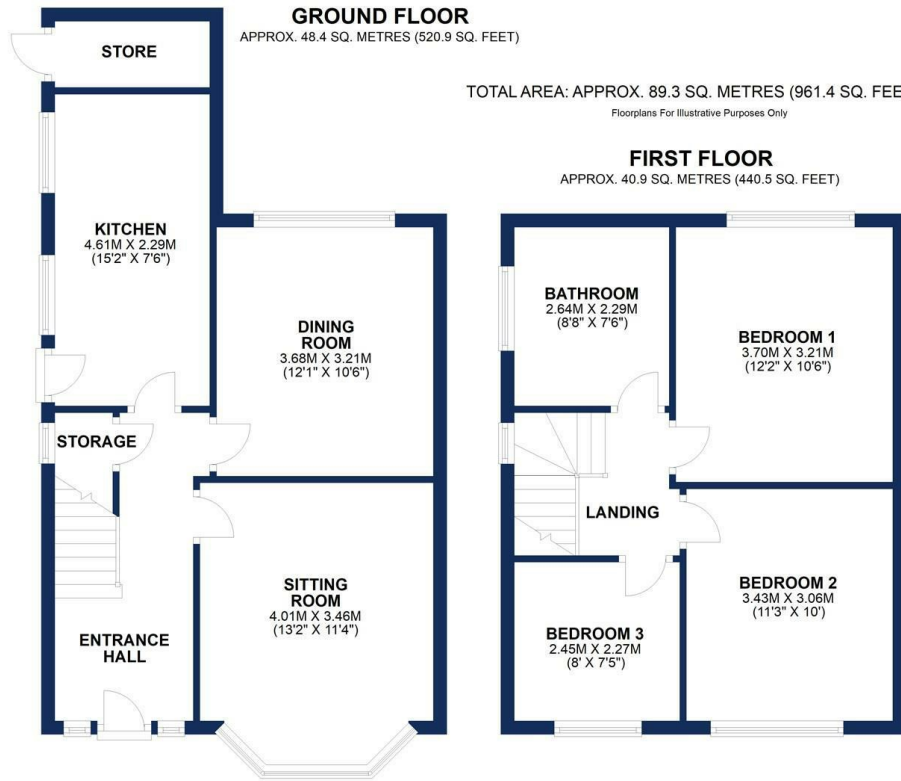 GROUND FLOOR
APPROX. 48.4 SQ. METRES (520.9 SQ. FEET)
STORE
KITCHEN
4.61M X 2.29M
(15'2" X 7'6")
DINING
ROOM
3.68M X 3.21M
(12'1" X 10'6")
STORAGE
SITTING
ROOM
4.01M X 3.46M
(13'2" X 11'4")
ENTRANCE
HALL
TOTAL AREA: APPROX. 89.3 SQ. METRES (961.4 SQ. FEE
Floorplans For Illustrative Purposes Only
FIRST FLOOR
APPROX. 40.9 SQ. METRES (440.5 SQ. FEET)
BATHROOM
2.64M X 2.29M
(8'8" X 7'6")
BEDROOM 1
3.70M X 3.21M
(12'2" X 10'6")
LANDING
BEDROOM 2
3.43M X 3.06M
(11'3" X 10')
BEDROOM 3
2.45M X 2.27M
(8' X 7'5")